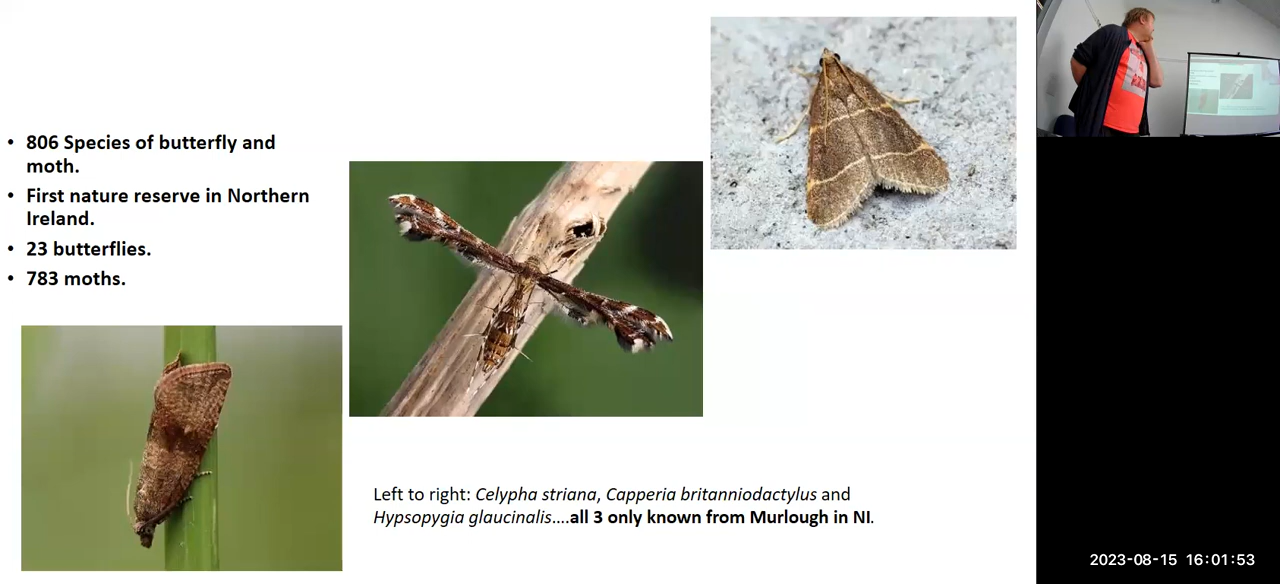 • 806 Species of butterfly and
moth.
• First nature reserve in Northern
Ireland.
• 23 butterflies.
• 783 moths.
Left to right: Celypha striana, Capperia britanniodactylus and
Hypsopygia glaucinalis....all 3 only known from Murlough in NI.
2023-08-15 16:01:53